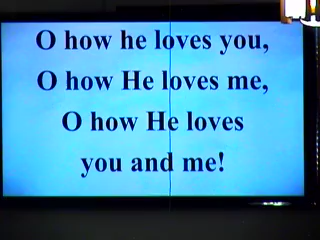 O how he loves you,
O how He loves me,
O how He loves
you and me!